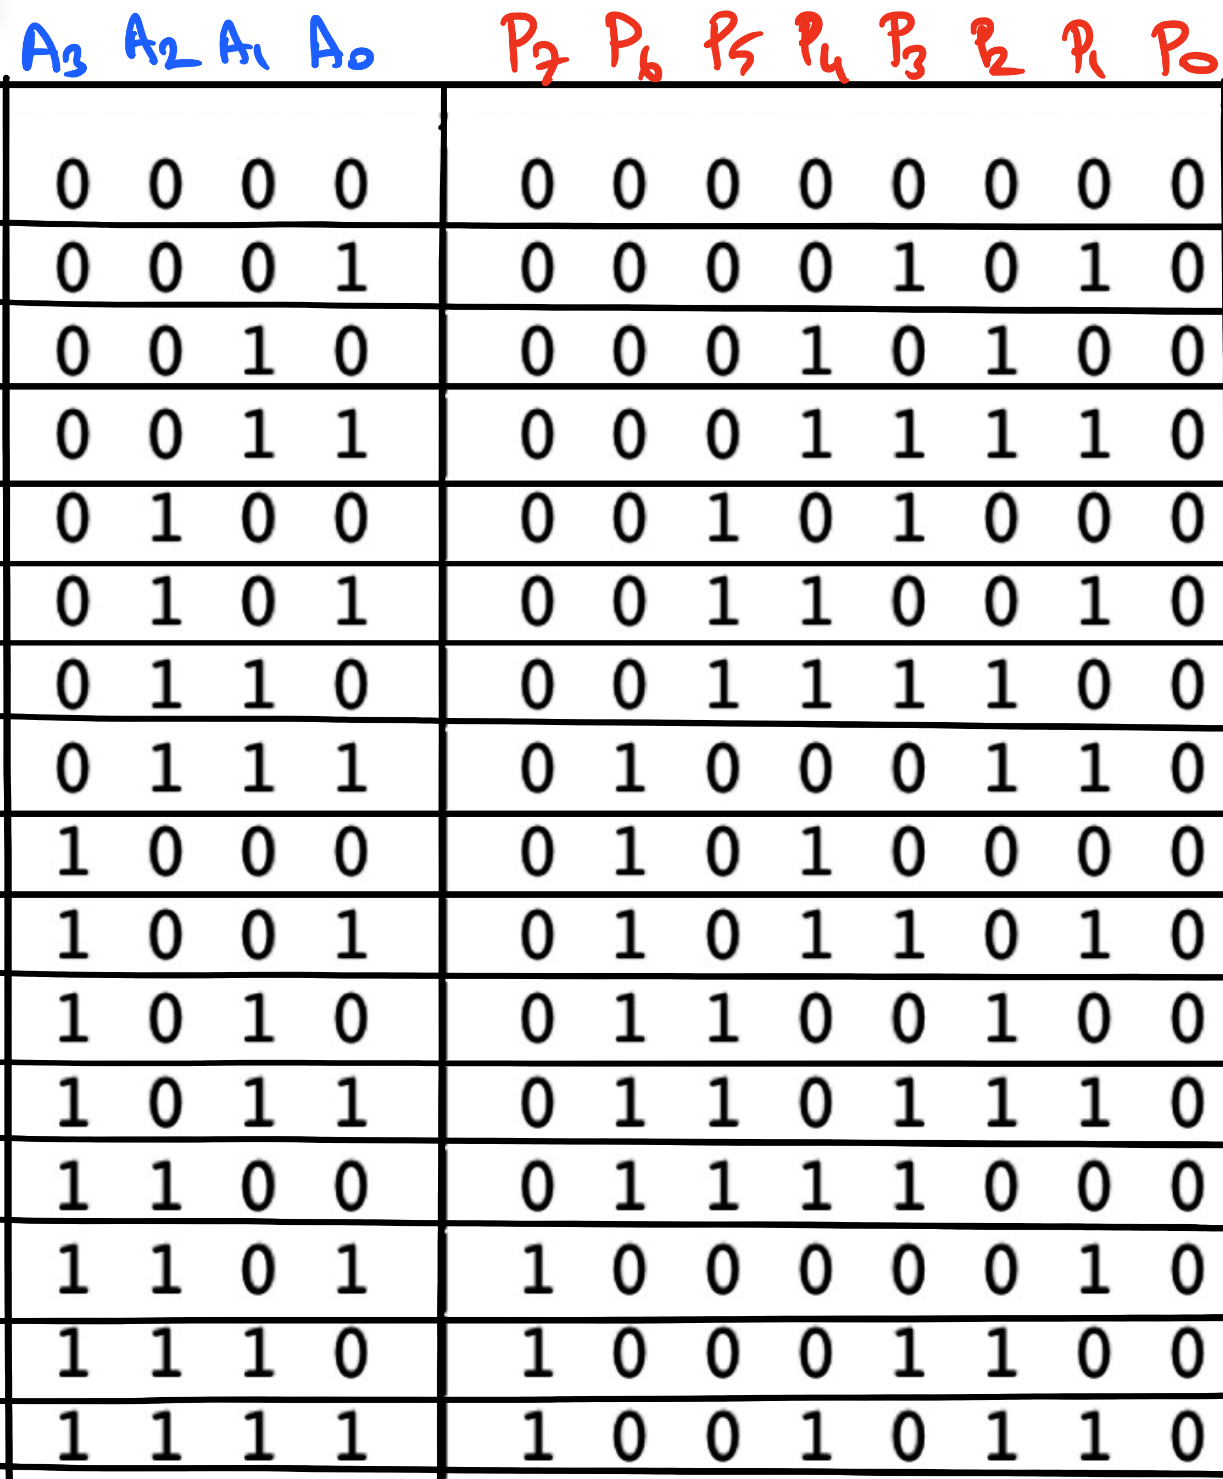 A3 A2 A1 A0 P7 P6 P5 P4 P3 P2 P1 P0
0 0 0 0 0 0 0 0 0 0 0 0
0 0 0 1 0 0 0 0 1 0 1 0
0 0 1 0 0 0 0 1 0 1 0 0
0 0 1 1 0 0 0 1 1 1 1 0
0 1 0 0 0 0 1 0 1 0 0 0
0 1 0 1 0 0 1 1 0 0 1 0
0 1 1 0 0 0 1 1 1 1 0 0
0 1 1 1 0 1 0 0 0 1 1 0
1 0 0 0 0 1 0 1 0 0 0 0
1 0 0 1 0 1 0 1 1 0 1 0
1 0 1 0 0 1 1 0 0 1 0 0
1 0 1 1 0 1 1 0 1 1 1 0
1 1 0 0 0 1 1 1 1 0 0 0
1 1 0 1 1 0 0 0 0 0 1 0
1 1 1 0 1 0 0 0 1 1 0 0
1 1 1 1 1 0 0 1 0 1 1 0